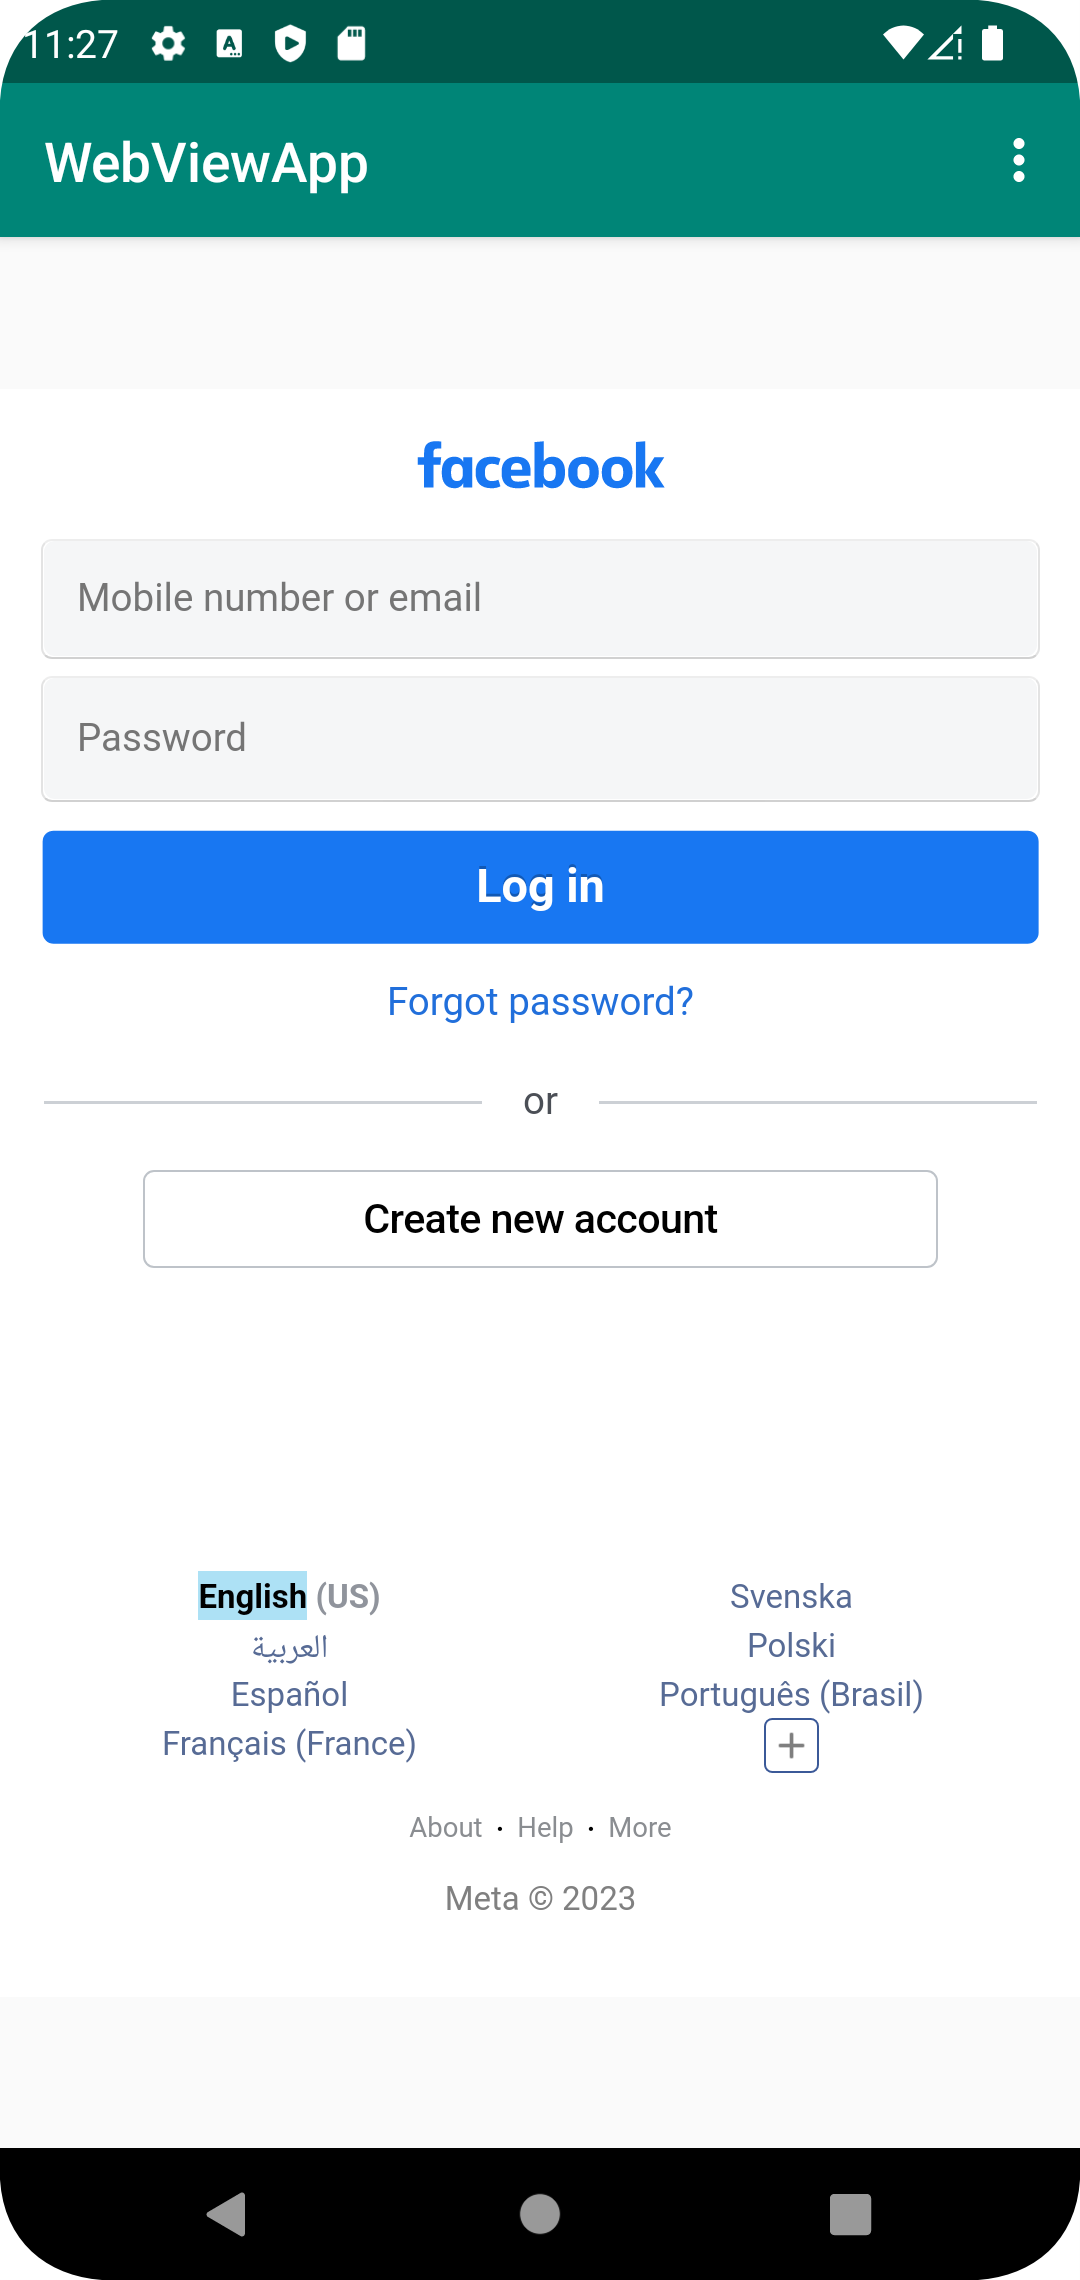 11:27
WebViewApp
facebook
Mobile number or email
Password
Log in
Forgot password?
or
Create new account
English (US)
Svenska
العربية
Polski
Español
Português (Brasil)
Français (France)
About · Help · More
Meta © 2023